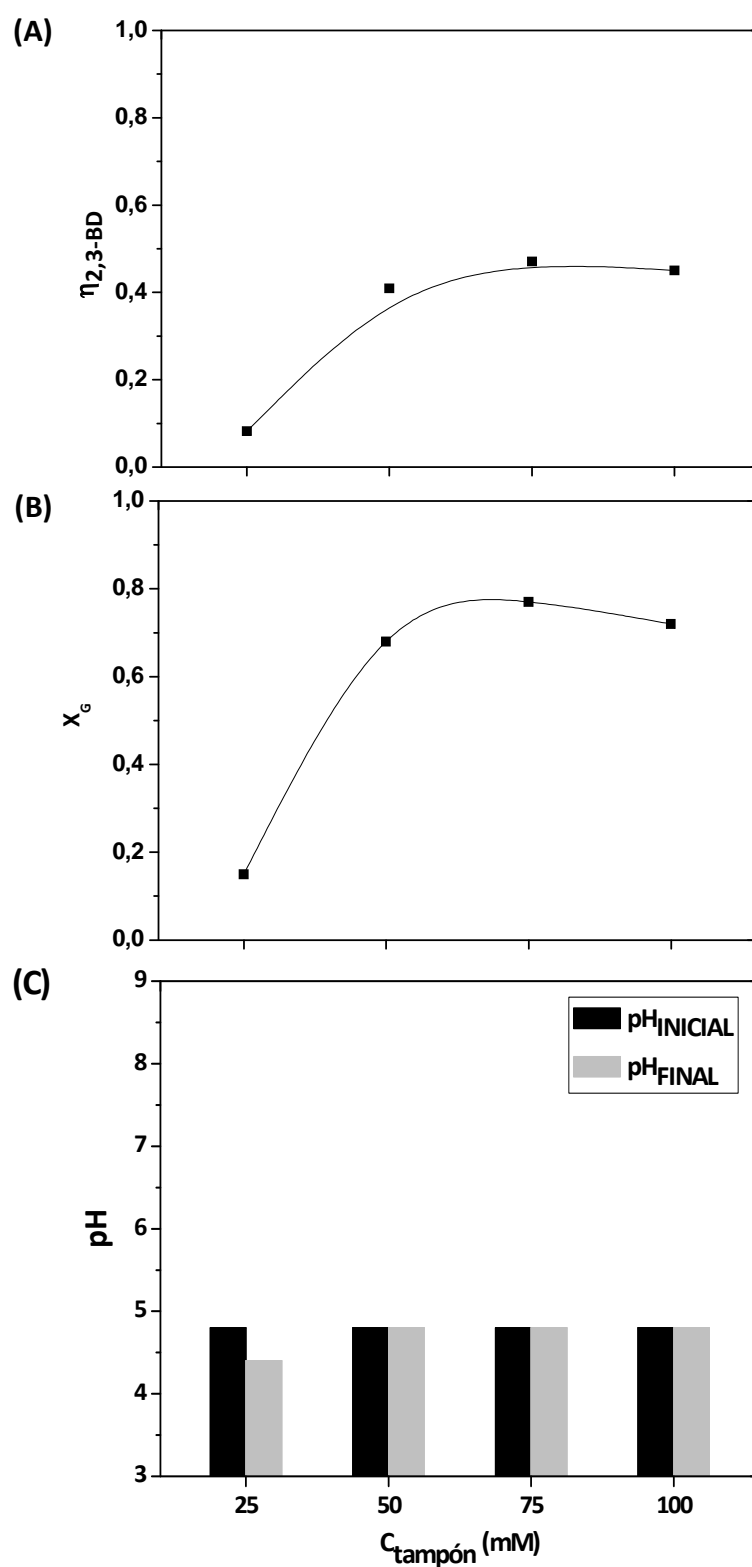 (A)
1,0
0,8
0,6
0,4
0,2
0,0
η2,3-BD
(B)
1,0
0,8
0,6
0,4
0,2
0,0
XG
(C)
9
8
7
6
5
4
3
pH
pHINICIAL
pHFINAL
25 50 75 100
Ctampón (mM)